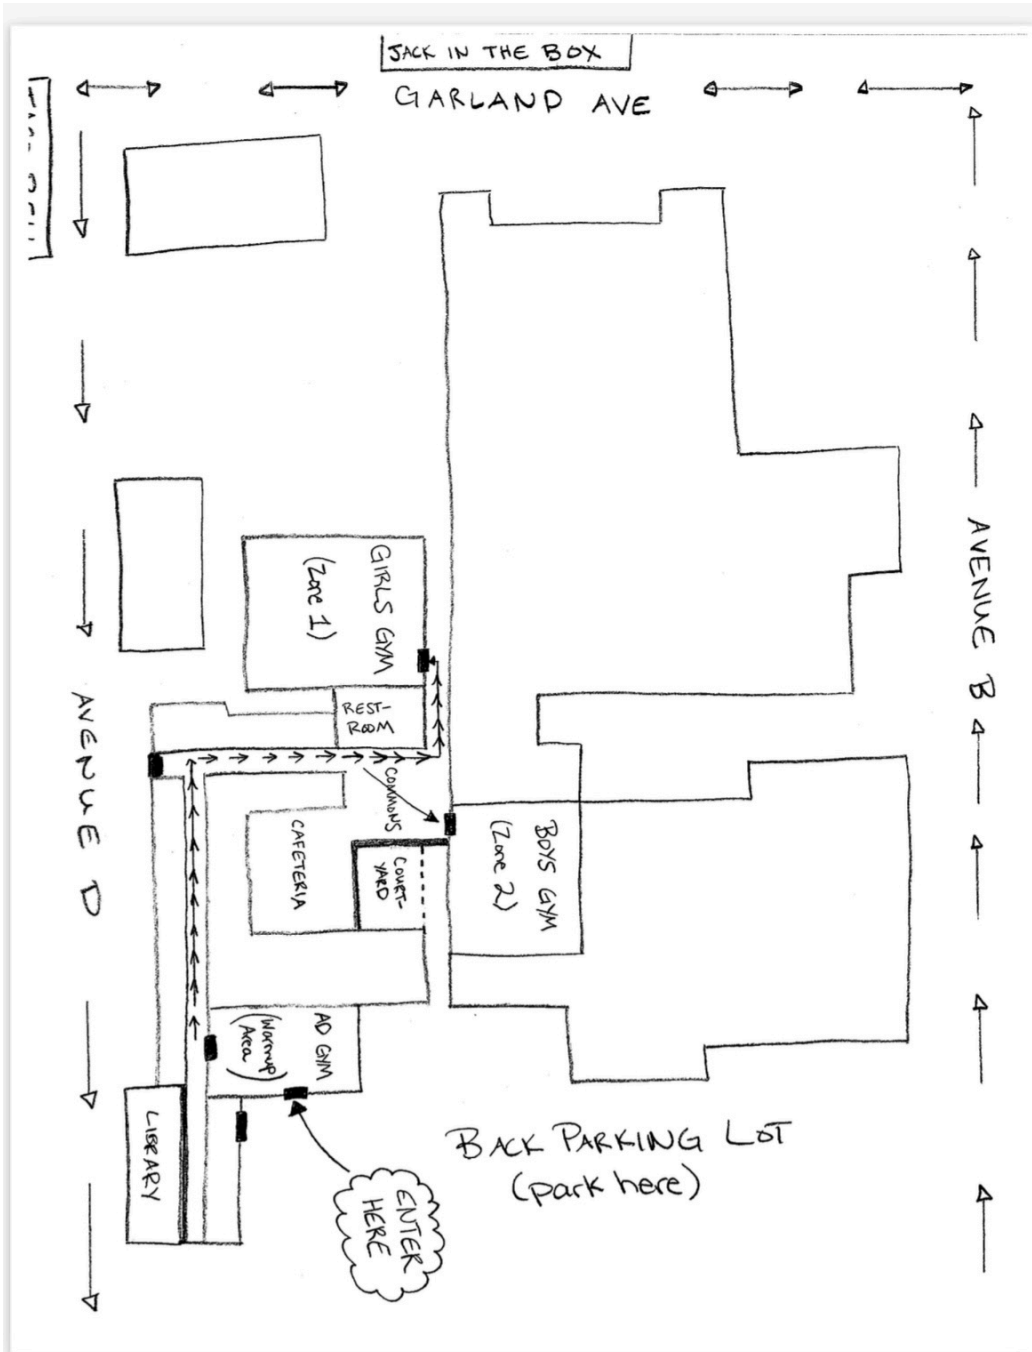 JACK IN THE BOX
GARLAND AVE
AVENUE B
GIRLS GYM
(Zone 1)
REST-
ROOM
AVENUE D
COMMONS
CAFETERIA
COURT-
YARD
BOYS GYM
(Zone 2)
AD GYM
(Warmup
Area)
LIBRARY
BACK PARKING LOT
(park here)
ENTER
HERE